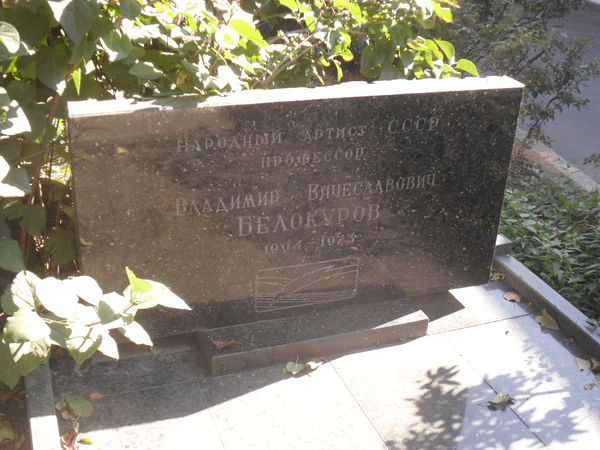 Народный артист СССР
профессор
Владимир Вячеславович
Белокуров
1904-1973